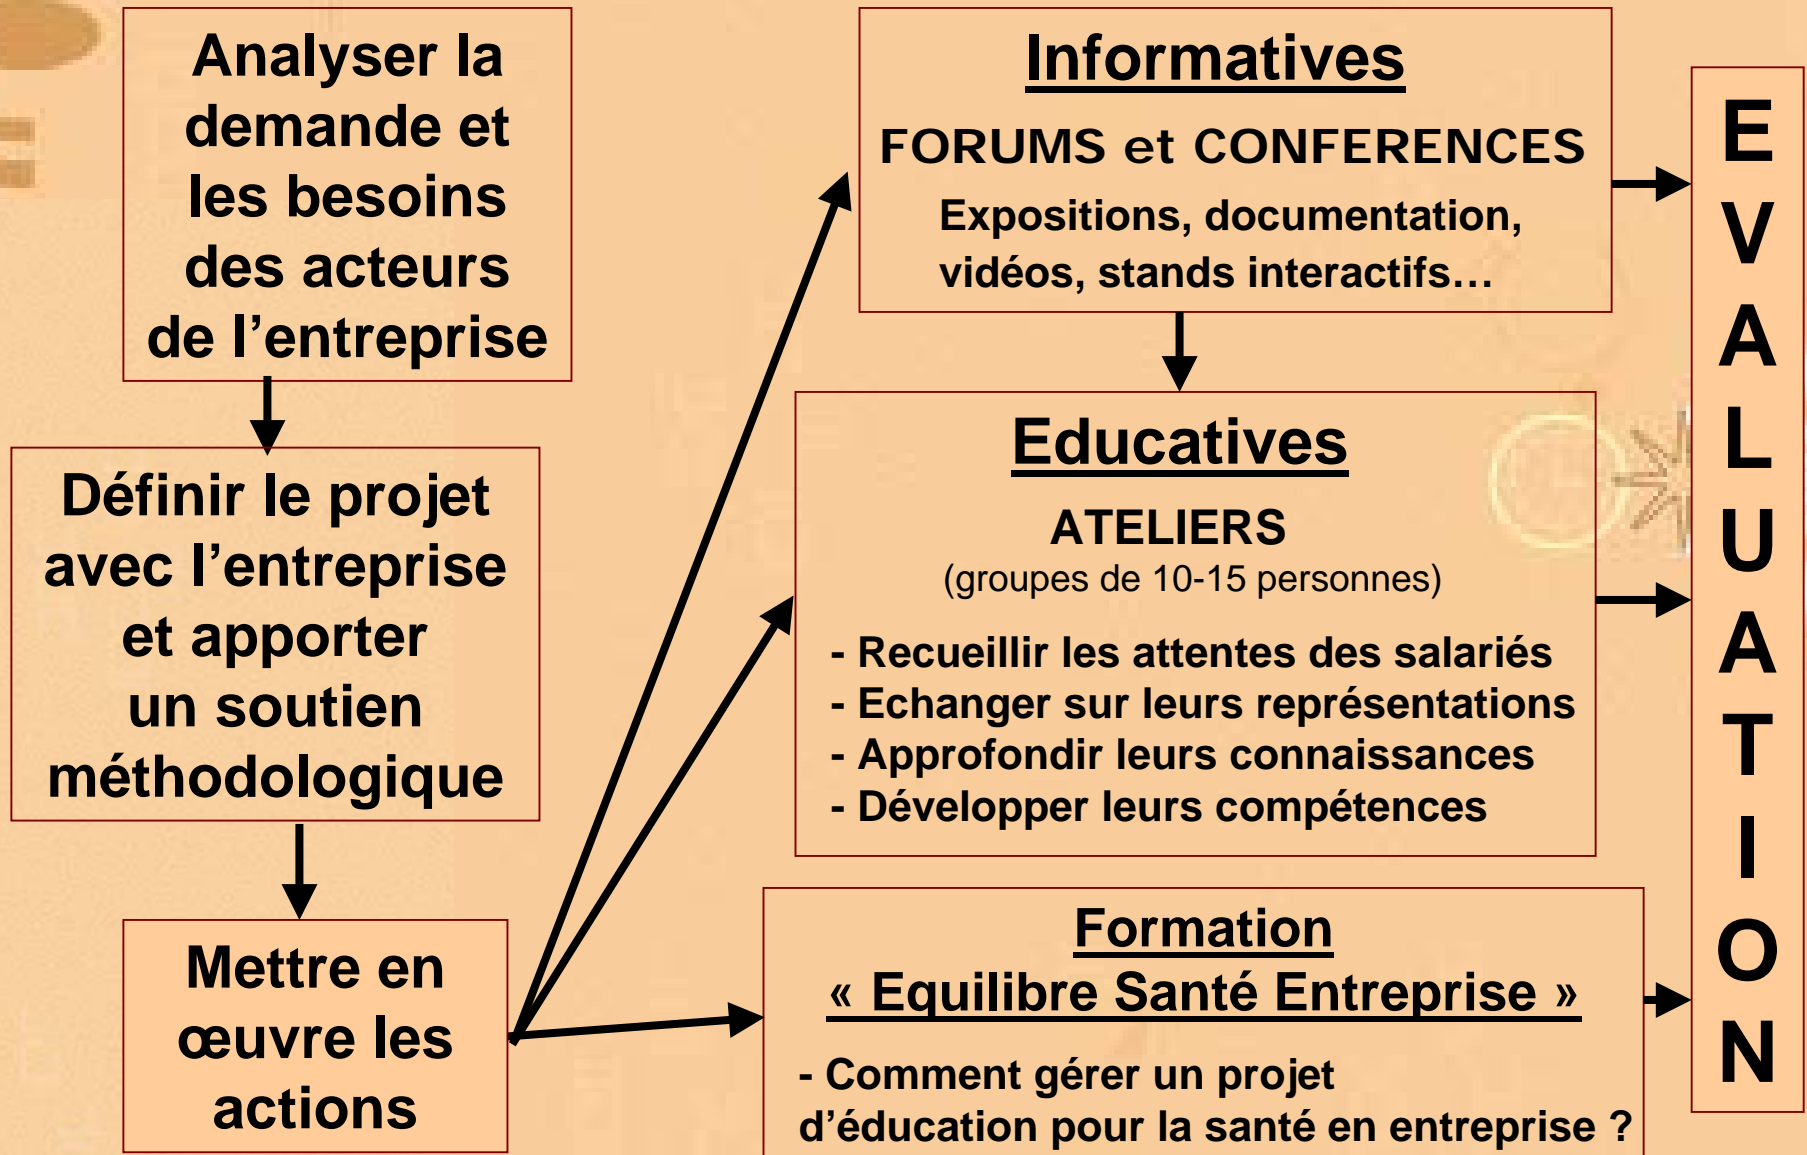 Analyser la
demande et
les besoins
des acteurs
de l’entreprise
Définir le projet
avec l’entreprise
et apporter
un soutien
méthodologique
Mettre en
œuvre les
actions
Informatives
FORUMS et CONFERENCES
Expositions, documentation,
vidéos, stands interactifs…
Educatives
ATELIERS
(groupes de 10-15 personnes)
- Recueillir les attentes des salariés
- Echanger sur leurs représentations
- Approfondir leurs connaissances
- Développer leurs compétences
Formation
« Equilibre Santé Entreprise »
- Comment gérer un projet
d’éducation pour la santé en entreprise ?
EVALUATION